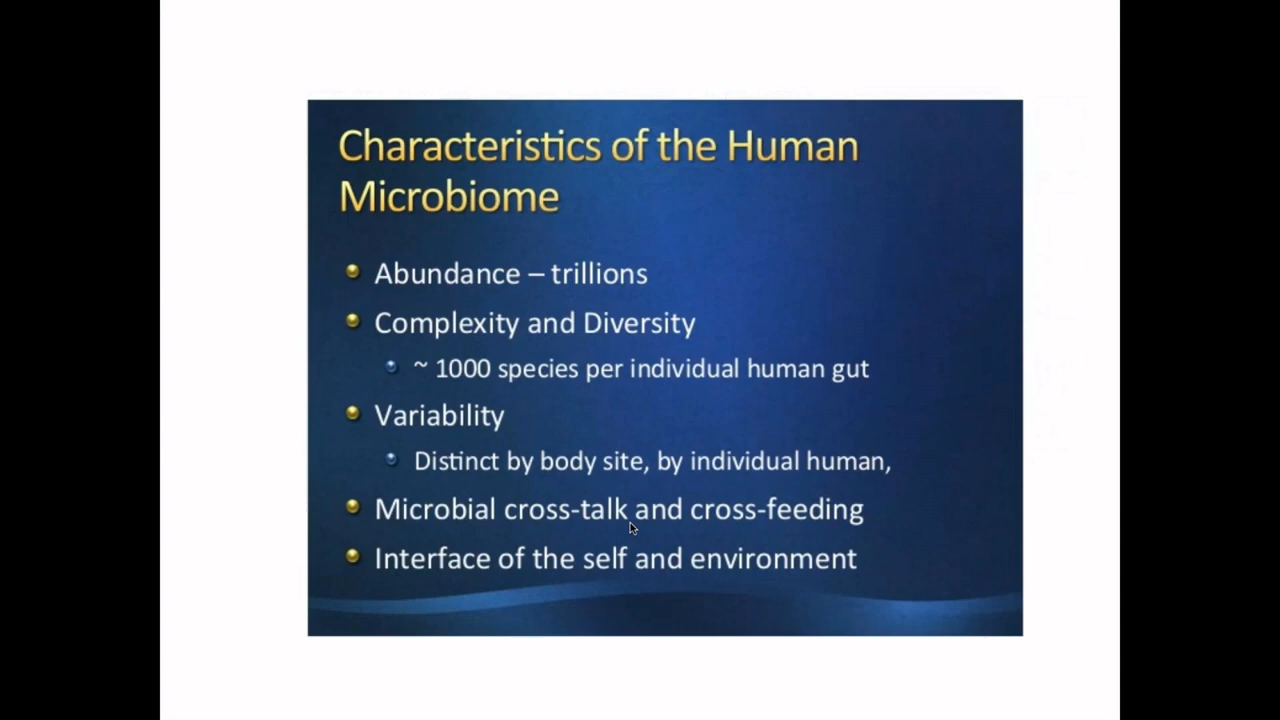 Characteristics of the Human
Microbiome
Abundance – trillions
Complexity and Diversity
~ 1000 species per individual human gut
Variability
Distinct by body site, by individual human,
Microbial cross-talk and cross-feeding
Interface of the self and environment